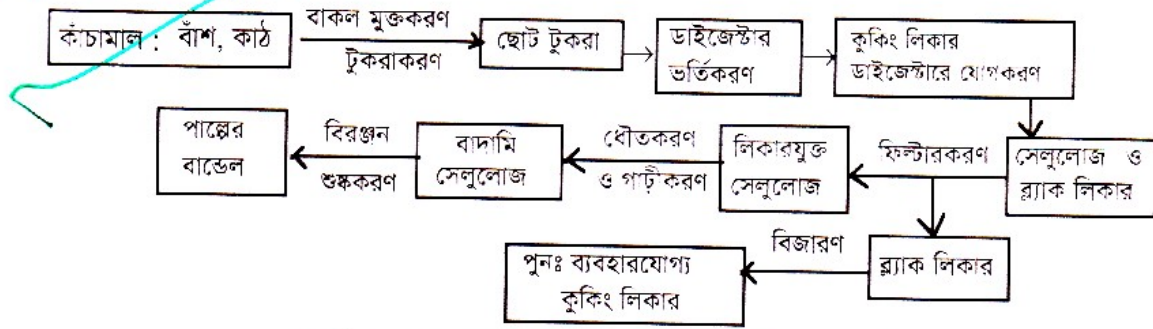 কাঁচামাল : বাঁশ, কাঠ
বাকল মুক্তকরণ
টুকরাকরণ
ছোট টুকরা
ডাইজেস্টার
ভর্তিকরণ
কুকিং লিকার
ডাইজেস্টারে যোগকরণ
সেলুলোজ ও
ব্ল্যাক লিকার
ফিল্টারকরণ
লিকারযুক্ত
সেলুলোজ
ধৌতকরণ
ও গাঢ়ীকরণ
বাদামি
সেলুলোজ
বিরঞ্জন
শুষ্ককরণ
পাল্পের
বান্ডেল
ব্ল্যাক লিকার
বিজারণ
পুনঃ ব্যবহারযোগ্য
কুকিং লিকার